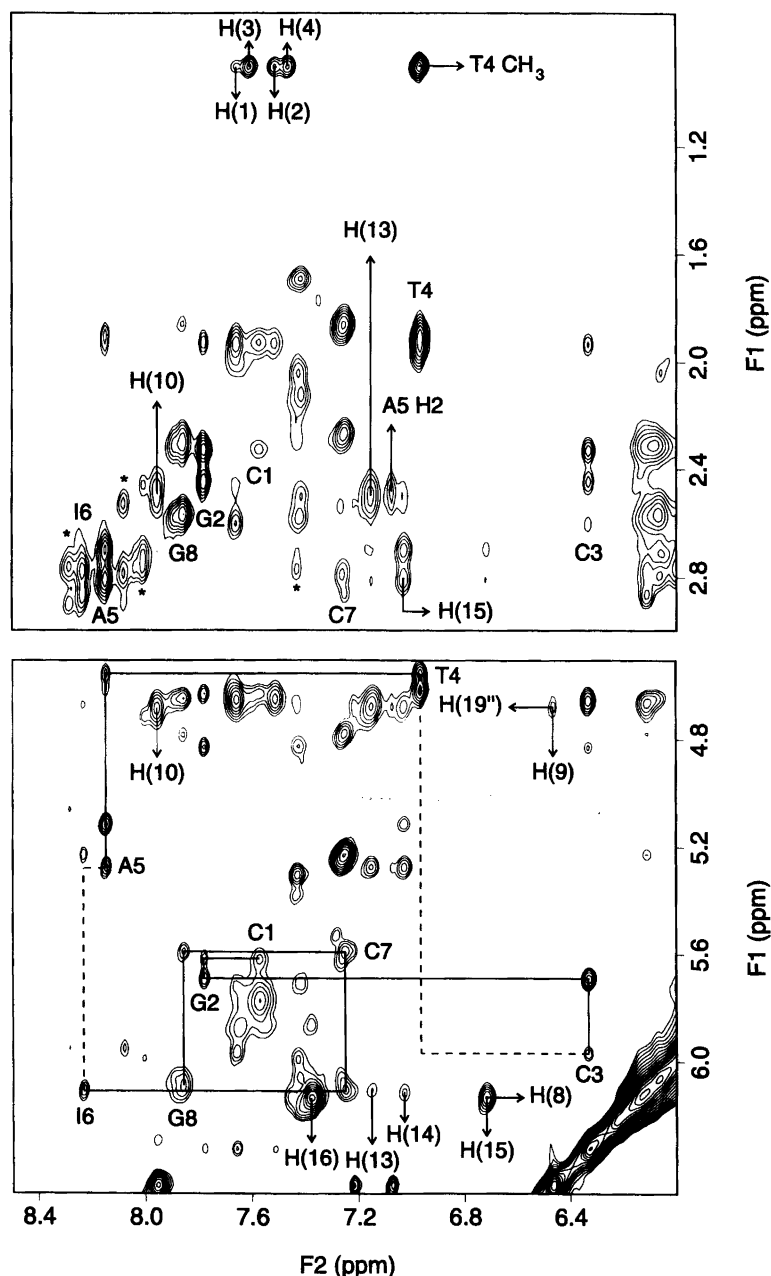 H(3)
H(4)
T4 CH3
H(1)
H(2)
1.2
H(13)
1.6
T4
F1 (ppm)
2.0
H(10)
A5 H2
C1
2.4
*
I6
*
G2
G8
C3
2.8
A5
*
*
C7
H(15)
T4
H(19")
4.8
H(10)
H(9)
5.2
A5
F1 (ppm)
C1
5.6
C7
G2
6.0
C3
I6
G8
H(8)
H(14)
H(16)
H(13)
H(15)
8.4
8.0
7.6
7.2
6.8
6.4
F2 (ppm)